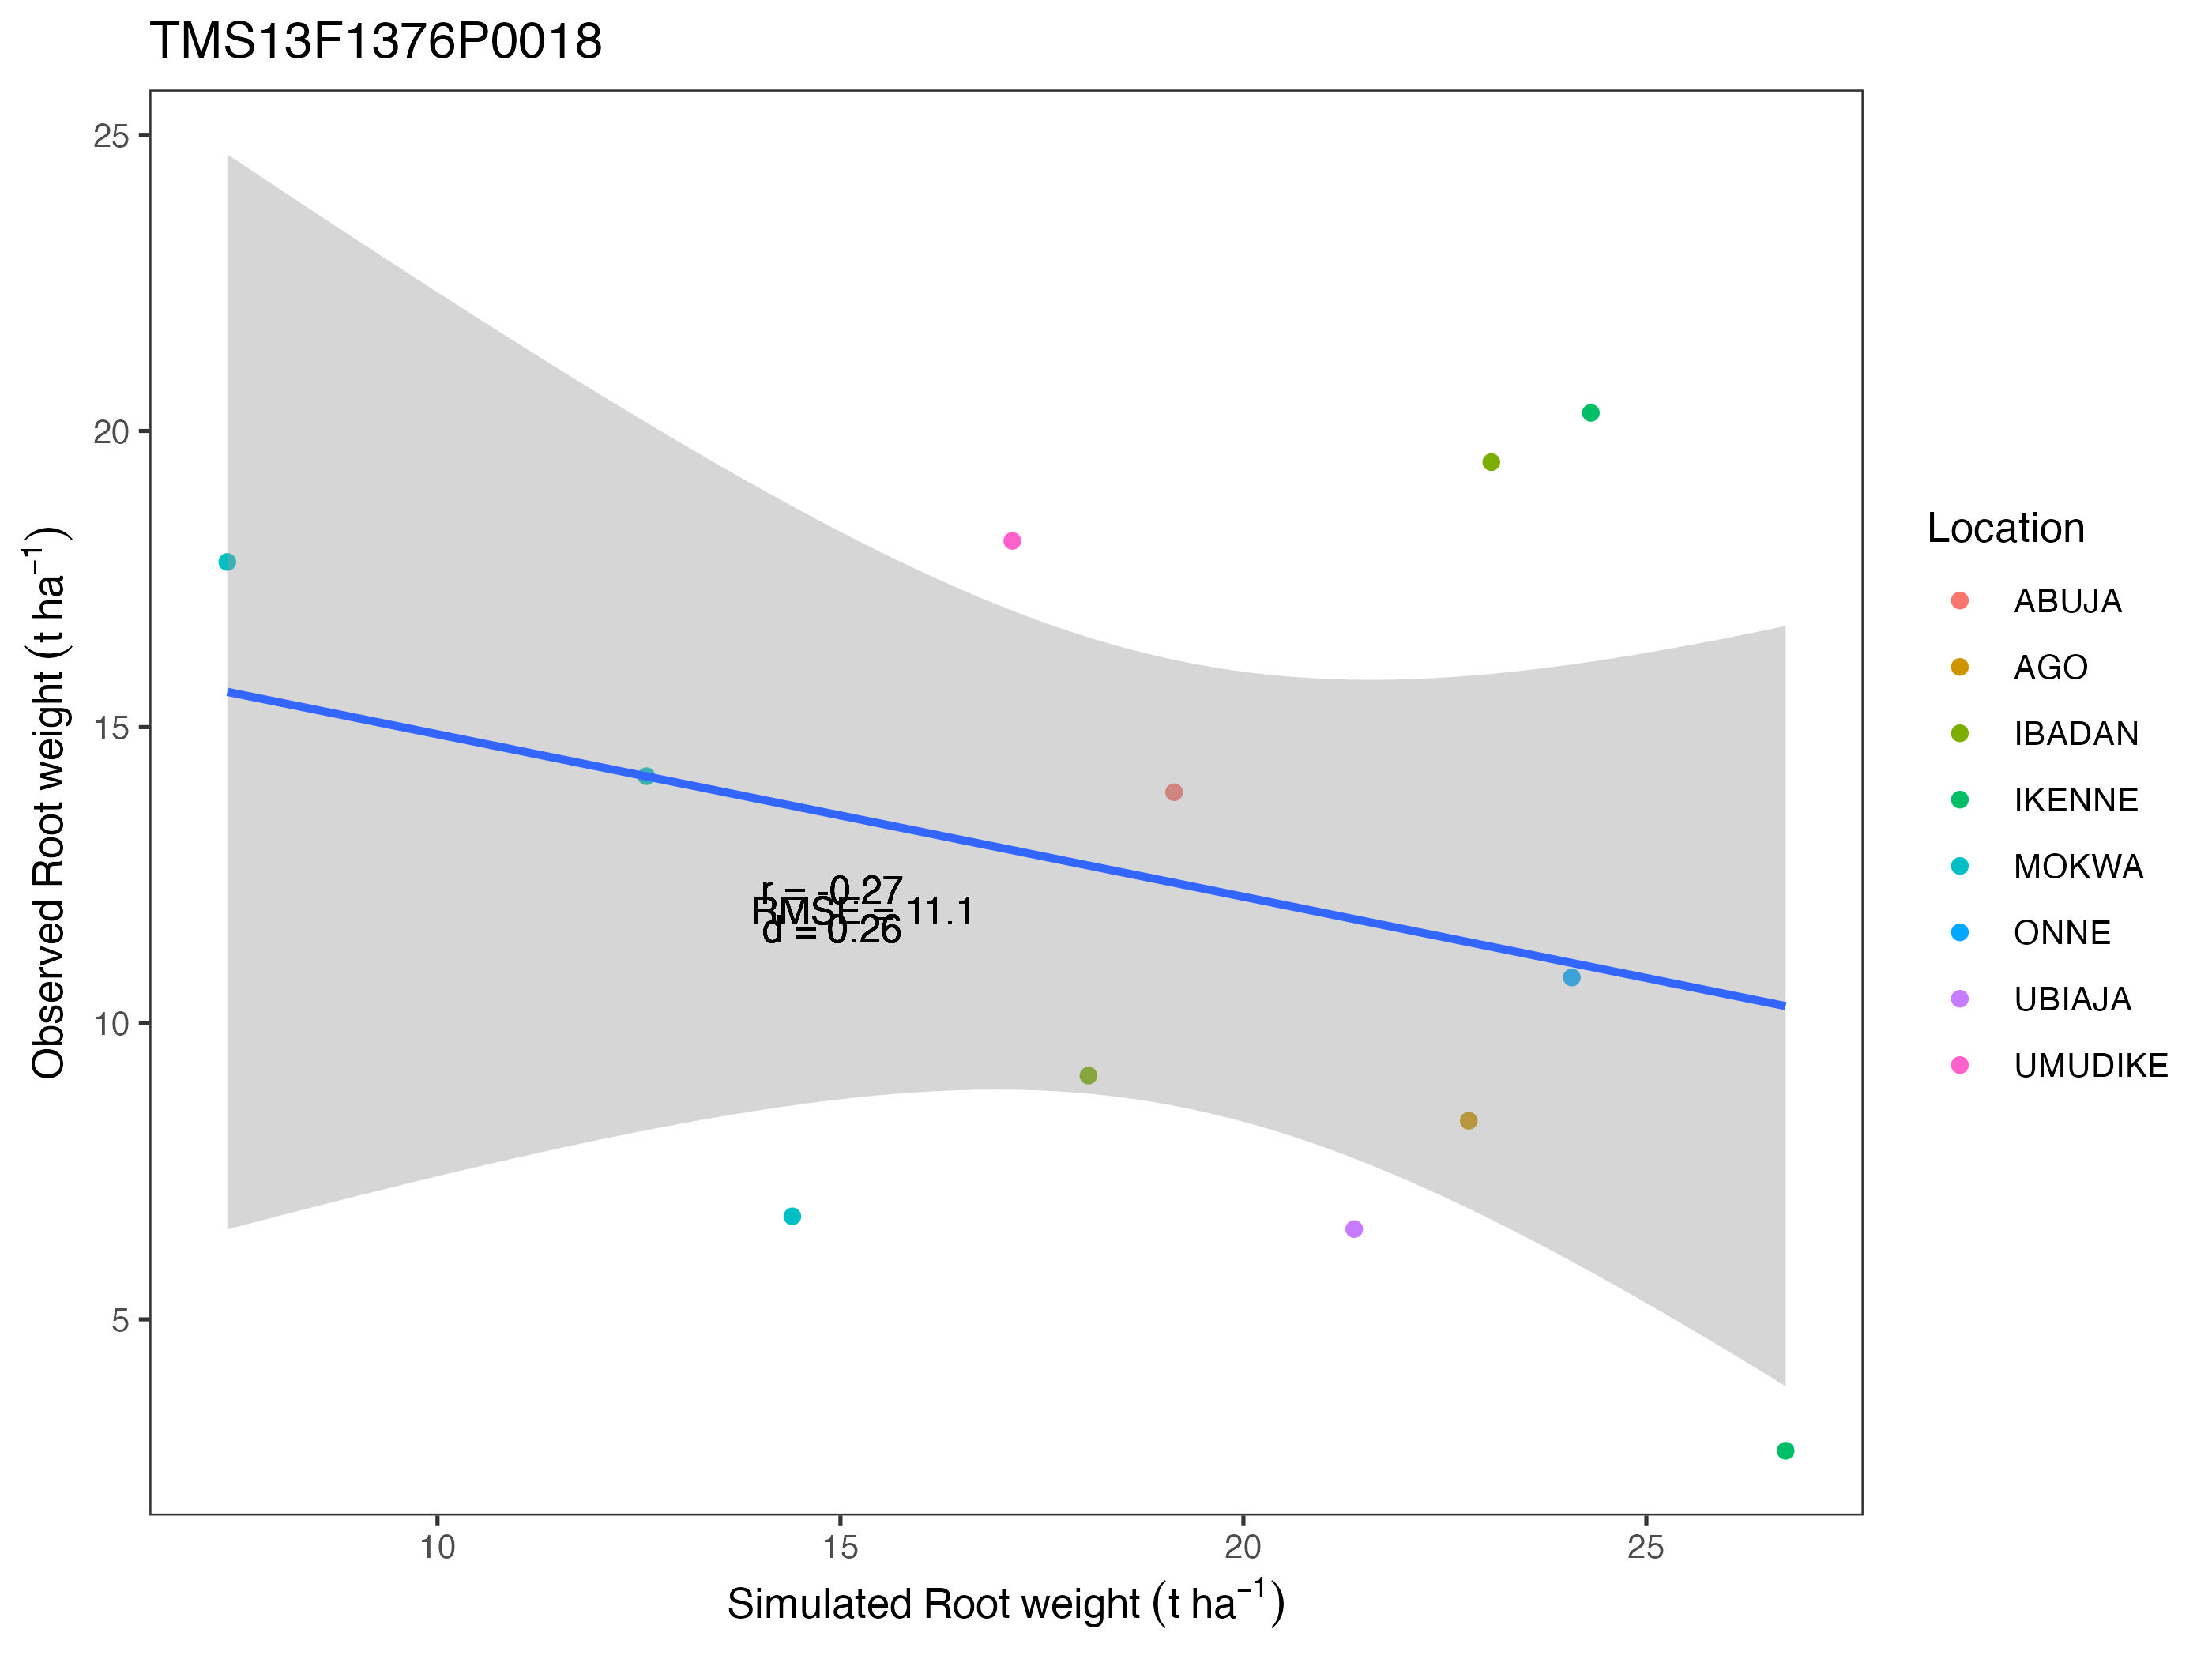 TMS13F1376P0018
25
20
15
10
5
Observed Root weight (t ha⁻¹)
r = -0.27
RMSE = 11.1
d = 0.26
10 15 20 25
Simulated Root weight (t ha⁻¹)
Location
ABUJA
AGO
IBADAN
IKENNE
MOKWA
ONNE
UBIAJA
UMUDIKE